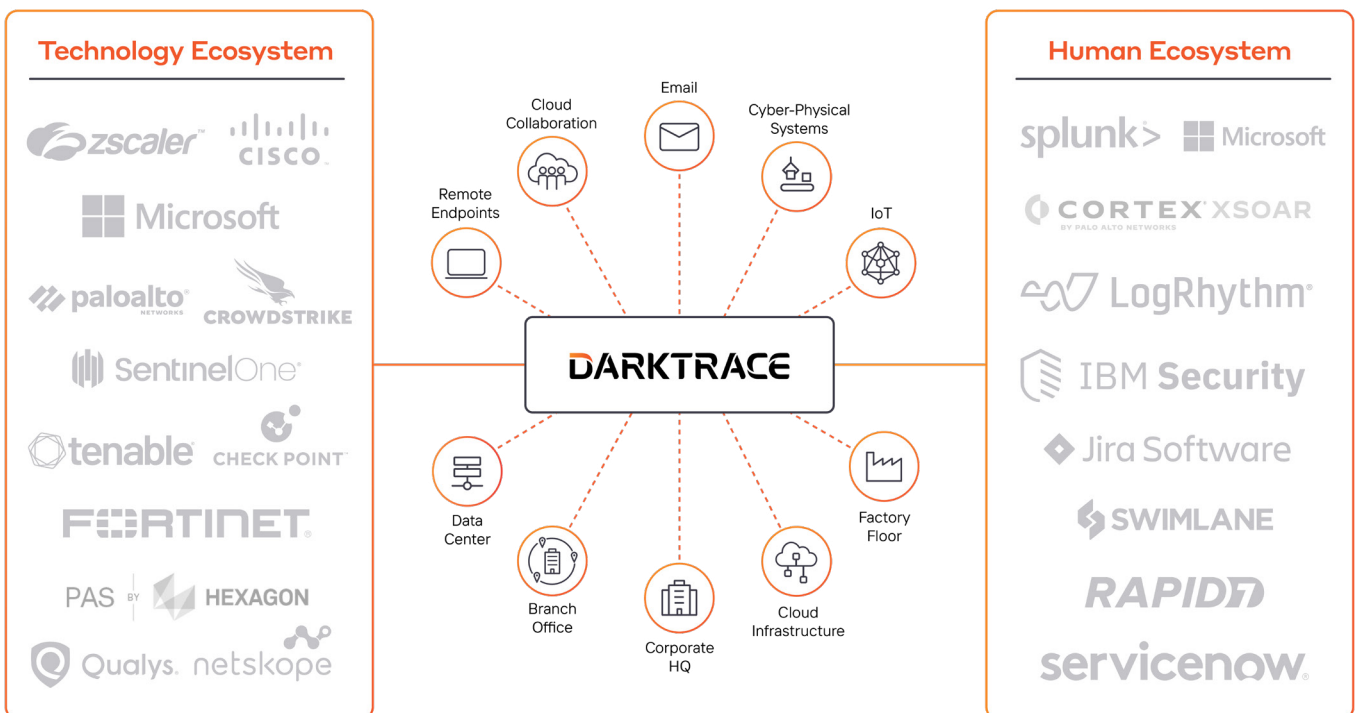 Technology Ecosystem
zscaler™
CISCO
Microsoft
paloalto®
NETWORKS
CROWDSTRIKE
SentinelOne®
tenable®
CHECK POINT™
FORTINET®
PAS BY HEXAGON
Qualys.
netskope
Email
Cloud
Collaboration
Cyber-Physical
Systems
Remote
Endpoints
IoT
DARKTRACE
Data
Center
Factory
Floor
Branch
Office
Cloud
Infrastructure
Corporate
HQ
Human Ecosystem
splunk>
Microsoft
CORTEX® XSOAR
BY PALO ALTO NETWORKS
LogRhythm®
IBM Security
Jira Software
SWIMLANE
RAPID7
servicenow®